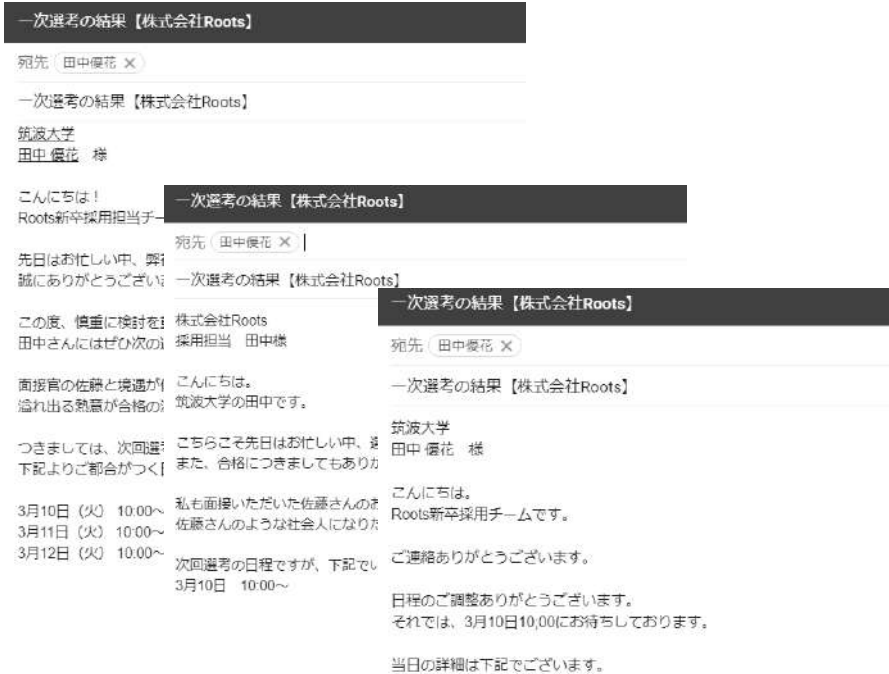 一次選考の結果【株式会社Roots】
宛先 田中優花 ×
一次選考の結果【株式会社Roots】
筑波大学
田中 優花 様
こんにちは！
Roots新卒採用担当チー
先日はお忙しい中、弊
誠にありがとうござい
この度、慎重に検討を
田中さんにはぜひ次の
面接官の佐藤と境遇が
溢れ出る熱意が合格の
つきましては、次回選
下記よりご都合がつく
3月10日（火） 10:00～
3月11日（火） 10:00～
3月12日（火） 10:00～
一次選考の結果【株式会社Roots】
宛先 田中優花 ×
一次選考の結果【株式会社Roots】
株式会社Roots
採用担当 田中様
こんにちは。
筑波大学の田中です。
こちらこそ先日はお忙しい中、
また、合格につきましてもありが
私も面接いただいた佐藤さんのお
佐藤さんのような社会人になりた
次回選考の日程ですが、下記でい
3月10日 10:00～
一次選考の結果【株式会社Roots】
宛先 田中優花 ×
一次選考の結果【株式会社Roots】
筑波大学
田中 優花 様
こんにちは。
Roots新卒採用チームです。
ご連絡ありがとうございます。
日程のご調整ありがとうございます。
それでは、3月10日10;00にお待ちしております。
当日の詳細は下記でございます。